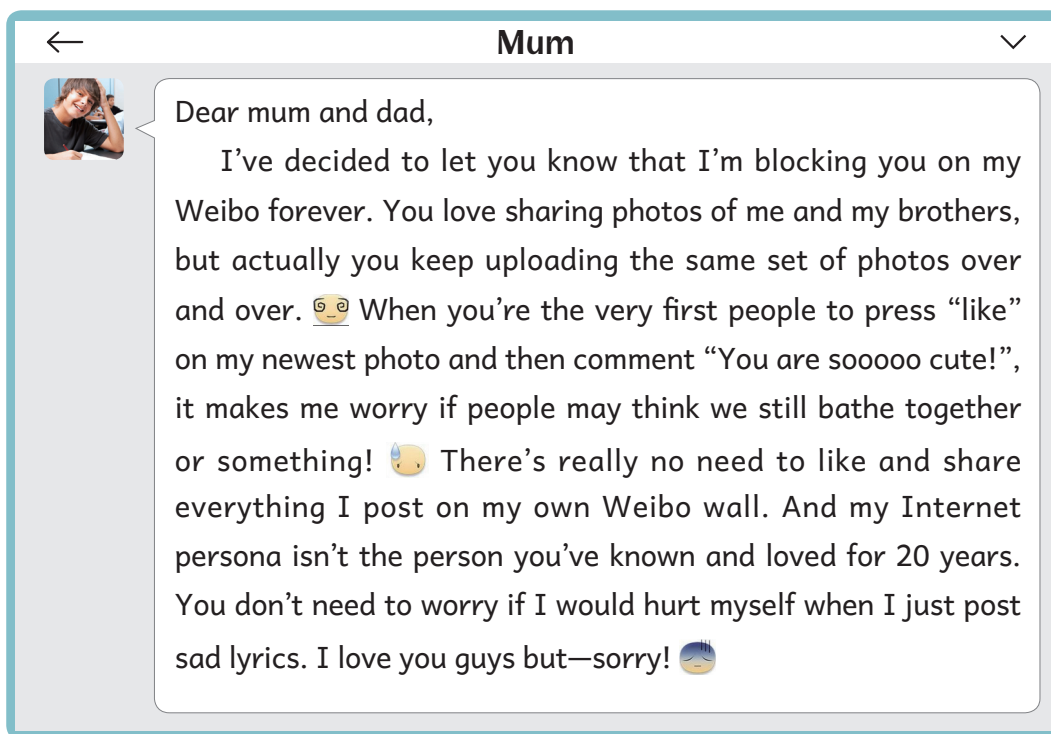 Mum
Dear mum and dad,
I’ve decided to let you know that I’m blocking you on my
Weibo forever. You love sharing photos of me and my brothers,
but actually you keep uploading the same set of photos over
and over. When you’re the very first people to press “like”
on my newest photo and then comment “You are sooooo cute!”,
it makes me worry if people may think we still bathe together
or something! There’s really no need to like and share
everything I post on my own Weibo wall. And my Internet
persona isn’t the person you’ve known and loved for 20 years.
You don’t need to worry if I would hurt myself when I just post
sad lyrics. I love you guys but—sorry!